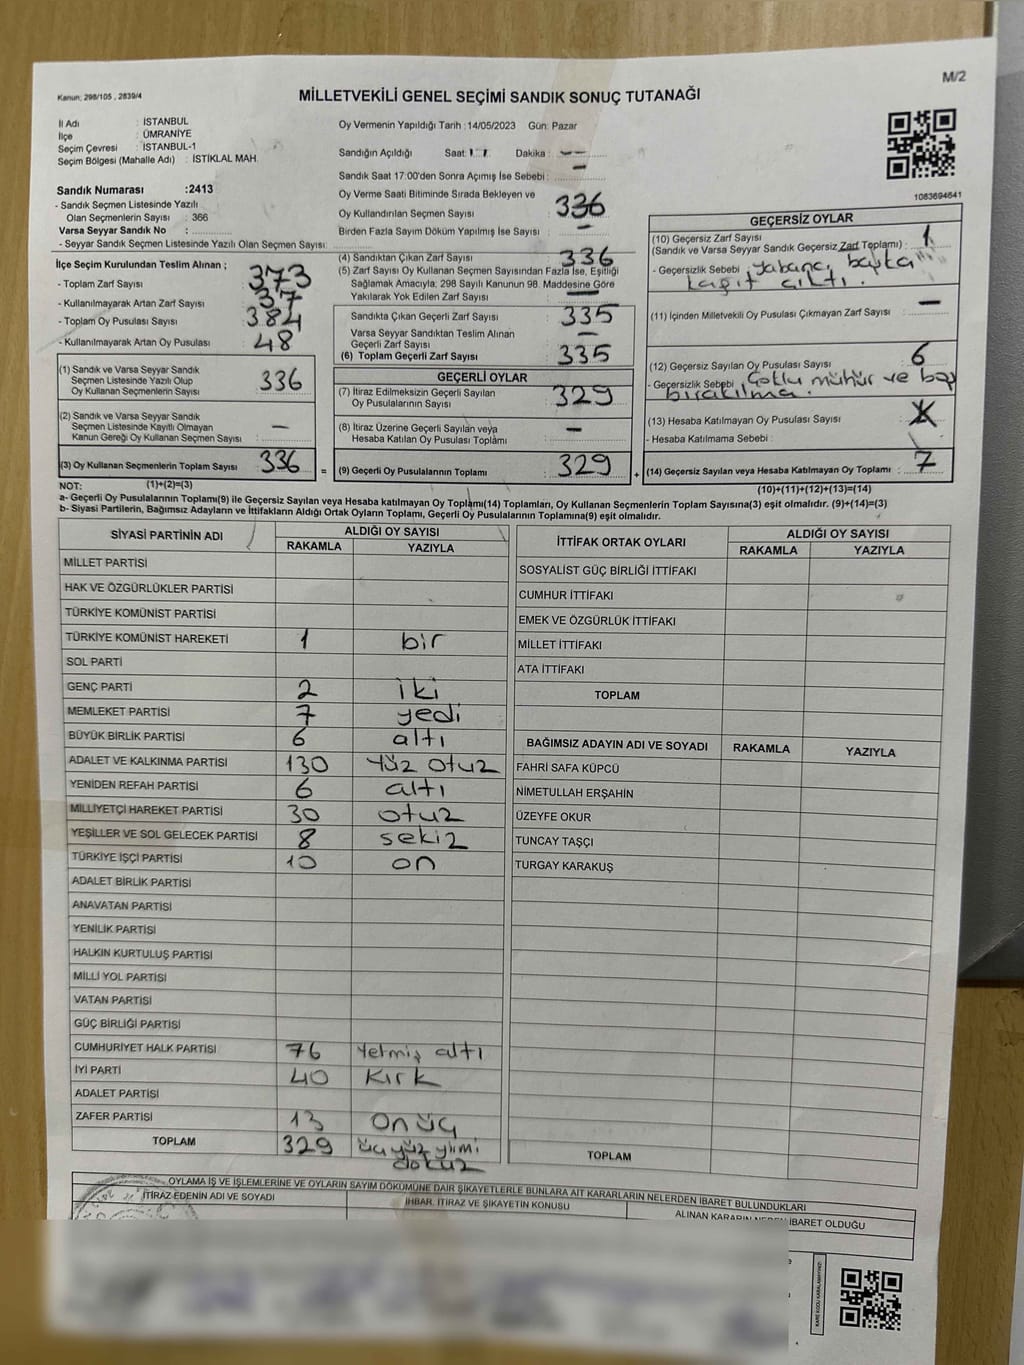 M/2
Kanun: 298/105 , 2839/4
MİLLETVEKİLİ GENEL SEÇİMİ SANDIK SONUÇ TUTANAĞI
İl Adı : İSTANBUL
İlçe : ÜMRANİYE
Seçim Çevresi : İSTANBUL-1
Seçim Bölgesi (Mahalle Adı) : İSTİKLAL MAH.
Sandık Numarası :2413
- Sandık Seçmen Listesinde Yazılı
Olan Seçmenlerin Sayısı : 366
Varsa Seyyar Sandık No :
- Seyyar Sandık Seçmen Listesinde Yazılı Olan Seçmen Sayısı:
Oy Vermenin Yapıldığı Tarih :14/05/2023 Gün: Pazar
Sandığın Açıldığı Saat: Dakika : --
Sandık Saat 17:00'den Sonra Açımış İse Sebebi : -
Oy Verme Saati Bitiminde Sırada Bekleyen ve
Oy Kullandırılan Seçmen Sayısı : 336
Birden Fazla Sayım Döküm Yapılmış İse Sayısı : -
1083694641
İlçe Seçim Kurulundan Teslim Alınan ;
- Toplam Zarf Sayısı : 373
- Kullanılmayarak Artan Zarf Sayısı : 37
- Toplam Oy Pusulası Sayısı : 384
- Kullanılmayarak Artan Oy Pusulası : 48
(4) Sandıktan Çıkan Zarf Sayısı : 336
(5) Zarf Sayısı Oy Kullanan Seçmen Sayısından Fazla İse, Eşitliği
Sağlamak Amacıyla, 298 Sayılı Kanunun 98. Maddesine Göre
Yakılarak Yok Edilen Zarf Sayısı : -
Sandıkta Çıkan Geçerli Zarf Sayısı : 335
Varsa Seyyar Sandıktan Teslim Alınan
Geçerli Zarf Sayısı : -
(6) Toplam Geçerli Zarf Sayısı : 335
GEÇERSİZ OYLAR
(10) Geçersiz Zarf Sayısı
(Sandık ve Varsa Seyyar Sandık Geçersiz Zarf Toplamı) : 1
- Geçersizlik Sebebi : yabancı başka
kağıt çıktı.
(11) İçinden Milletvekili Oy Pusulası Çıkmayan Zarf Sayısı : -
(12) Geçersiz Sayılan Oy Pusulası Sayısı : 6
- Geçersizlik Sebebi : Çoklu mühür ve boş
bırakılma.
(13) Hesaba Katılmayan Oy Pusulası Sayısı
- Hesaba Katılmama Sebebi :
(14) Geçersiz Sayılan veya Hesaba Katılmayan Oy Toplamı : 7
(10)+(11)+(12)+(13)=(14)
(1) Sandık ve Varsa Seyyar Sandık
Seçmen Listesinde Yazılı Olup
Oy Kullanan Seçmenlerin Sayısı : 336
(2) Sandık ve Varsa Seyyar Sandık
Seçmen Listesinde Kayıtlı Olmayan
Kanun Gereği Oy Kullanan Seçmen Sayısı : -
(3) Oy Kullanan Seçmenlerin Toplam Sayısı : 336 =
(1)+(2)=(3)
GEÇERLİ OYLAR
(7) İtiraz Edilmeksizin Geçerli Sayılan
Oy Pusulalarının Sayısı : 329
(8) İtiraz Üzerine Geçerli Sayılan veya
Hesaba Katılan Oy Pusulası Toplamı : -
(9) Geçerli Oy Pusulalarının Toplamı : 329 +
NOT:
a- Geçerli Oy Pusulalarının Toplamı(9) ile Geçersiz Sayılan veya Hesaba katılmayan Oy Toplamı(14) Toplamları, Oy Kullanan Seçmenlerin Toplam Sayısına(3) eşit olmalıdır. (9)+(14)=(3)
b- Siyasi Partilerin, Bağımsız Adayların ve İttifakların Aldığı Ortak Oyların Toplamı, Geçerli Oy Pusulalarının Toplamına(9) eşit olmalıdır.
SİYASİ PARTİNİN ADI ALDIĞI OY SAYISI
RAKAMLA YAZIYLA
MİLLET PARTİSİ
HAK VE ÖZGÜRLÜKLER PARTİSİ
TÜRKİYE KOMÜNİST PARTİSİ
TÜRKİYE KOMÜNİST HAREKETİ 1 bir
SOL PARTİ
GENÇ PARTİ 2 iki
MEMLEKET PARTİSİ 7 yedi
BÜYÜK BİRLİK PARTİSİ 6 altı
ADALET VE KALKINMA PARTİSİ 130 Yüz otuz
YENİDEN REFAH PARTİSİ 6 altı
MİLLİYETÇİ HAREKET PARTİSİ 30 otuz
YEŞİLLER VE SOL GELECEK PARTİSİ 8 sekiz
TÜRKİYE İŞÇİ PARTİSİ 10 on
ADALET BİRLİK PARTİSİ
ANAVATAN PARTİSİ
YENİLİK PARTİSİ
HALKIN KURTULUŞ PARTİSİ
MİLLİ YOL PARTİSİ
VATAN PARTİSİ
GÜÇ BİRLİĞİ PARTİSİ
CUMHURİYET HALK PARTİSİ 76 Yetmiş altı
İYİ PARTİ 40 Kırk
ADALET PARTİSİ
ZAFER PARTİSİ 13 Onüç
TOPLAM 329 üçyüz yirmi
dokuz
İTTİFAK ORTAK OYLARI ALDIĞI OY SAYISI
RAKAMLA YAZIYLA
SOSYALİST GÜÇ BİRLİĞİ İTTİFAKI
CUMHUR İTTİFAKI
EMEK VE ÖZGÜRLÜK İTTİFAKI
MİLLET İTTİFAKI
ATA İTTİFAKI
TOPLAM
BAĞIMSIZ ADAYIN ADI VE SOYADI RAKAMLA YAZIYLA
FAHRİ SAFA KÜPCÜ
NİMETULLAH ERŞAHİN
ÜZEYFE OKUR
TUNCAY TAŞÇI
TURGAY KARAKUŞ
TOPLAM
OYLAMA İŞ VE İŞLEMLERİNE VE OYLARIN SAYIM DÖKÜMÜNE DAİR ŞİKAYETLERLE BUNLARA AİT KARARLARIN NELERDEN İBARET BULUNDUKLARI
İTİRAZ EDENİN ADI VE SOYADI
İHBAR, İTİRAZ VE ŞİKAYETİN KONUSU
ALINAN KARARIN NEDEN İBARET OLDUĞU
KARE KODU KARALAMAYINIZ!